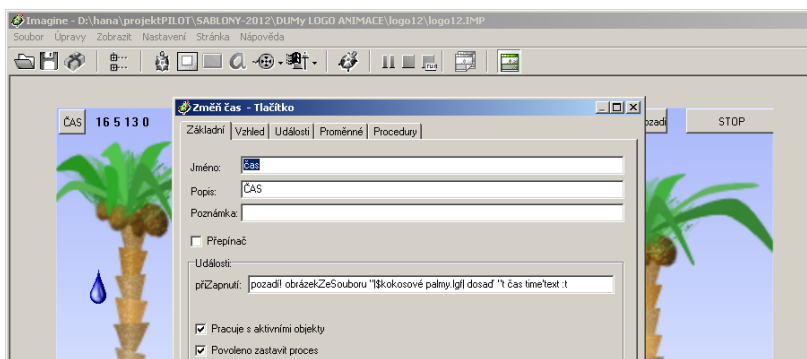 Imagine - D:\hana\projektPILOT\SABLONY-2012\DUMy LOGO ANIMACE\logo12\logo12.IMP
Soubor Úpravy Zobrazit Nastavení Stránka Nápověda
ČAS 16 5 13 0
Změň čas - Tlačítko
ozadí
STOP
Základní Vzhled Události Proměnné Procedury
Jméno: čas
Popis: ČAS
Poznámka:
Přepínač
Události:
přiZapnutí: pozadí! obrázekZeSouboru "|$kokosové palmy.lgf| dosaď "t čas time'text :t
Pracuje s aktivními objekty
Povoleno zastavit proces